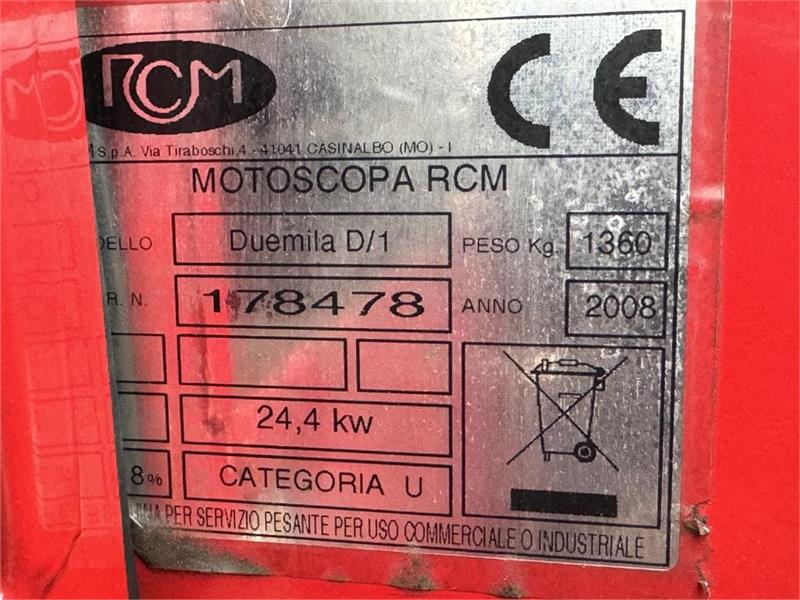 RCM
CE
S.p.A. Via Tiraboschi,4 - 41041 CASINALBO (MO) - I
MOTOSCOPA RCM
DELLO Duemila D/1 PESO Kg 1360
R. N. 178478 ANNO 2008
24,4 kw
8% CATEGORIA U
PER SERVIZIO PESANTE PER USO COMMERCIALE O INDUSTRIALE